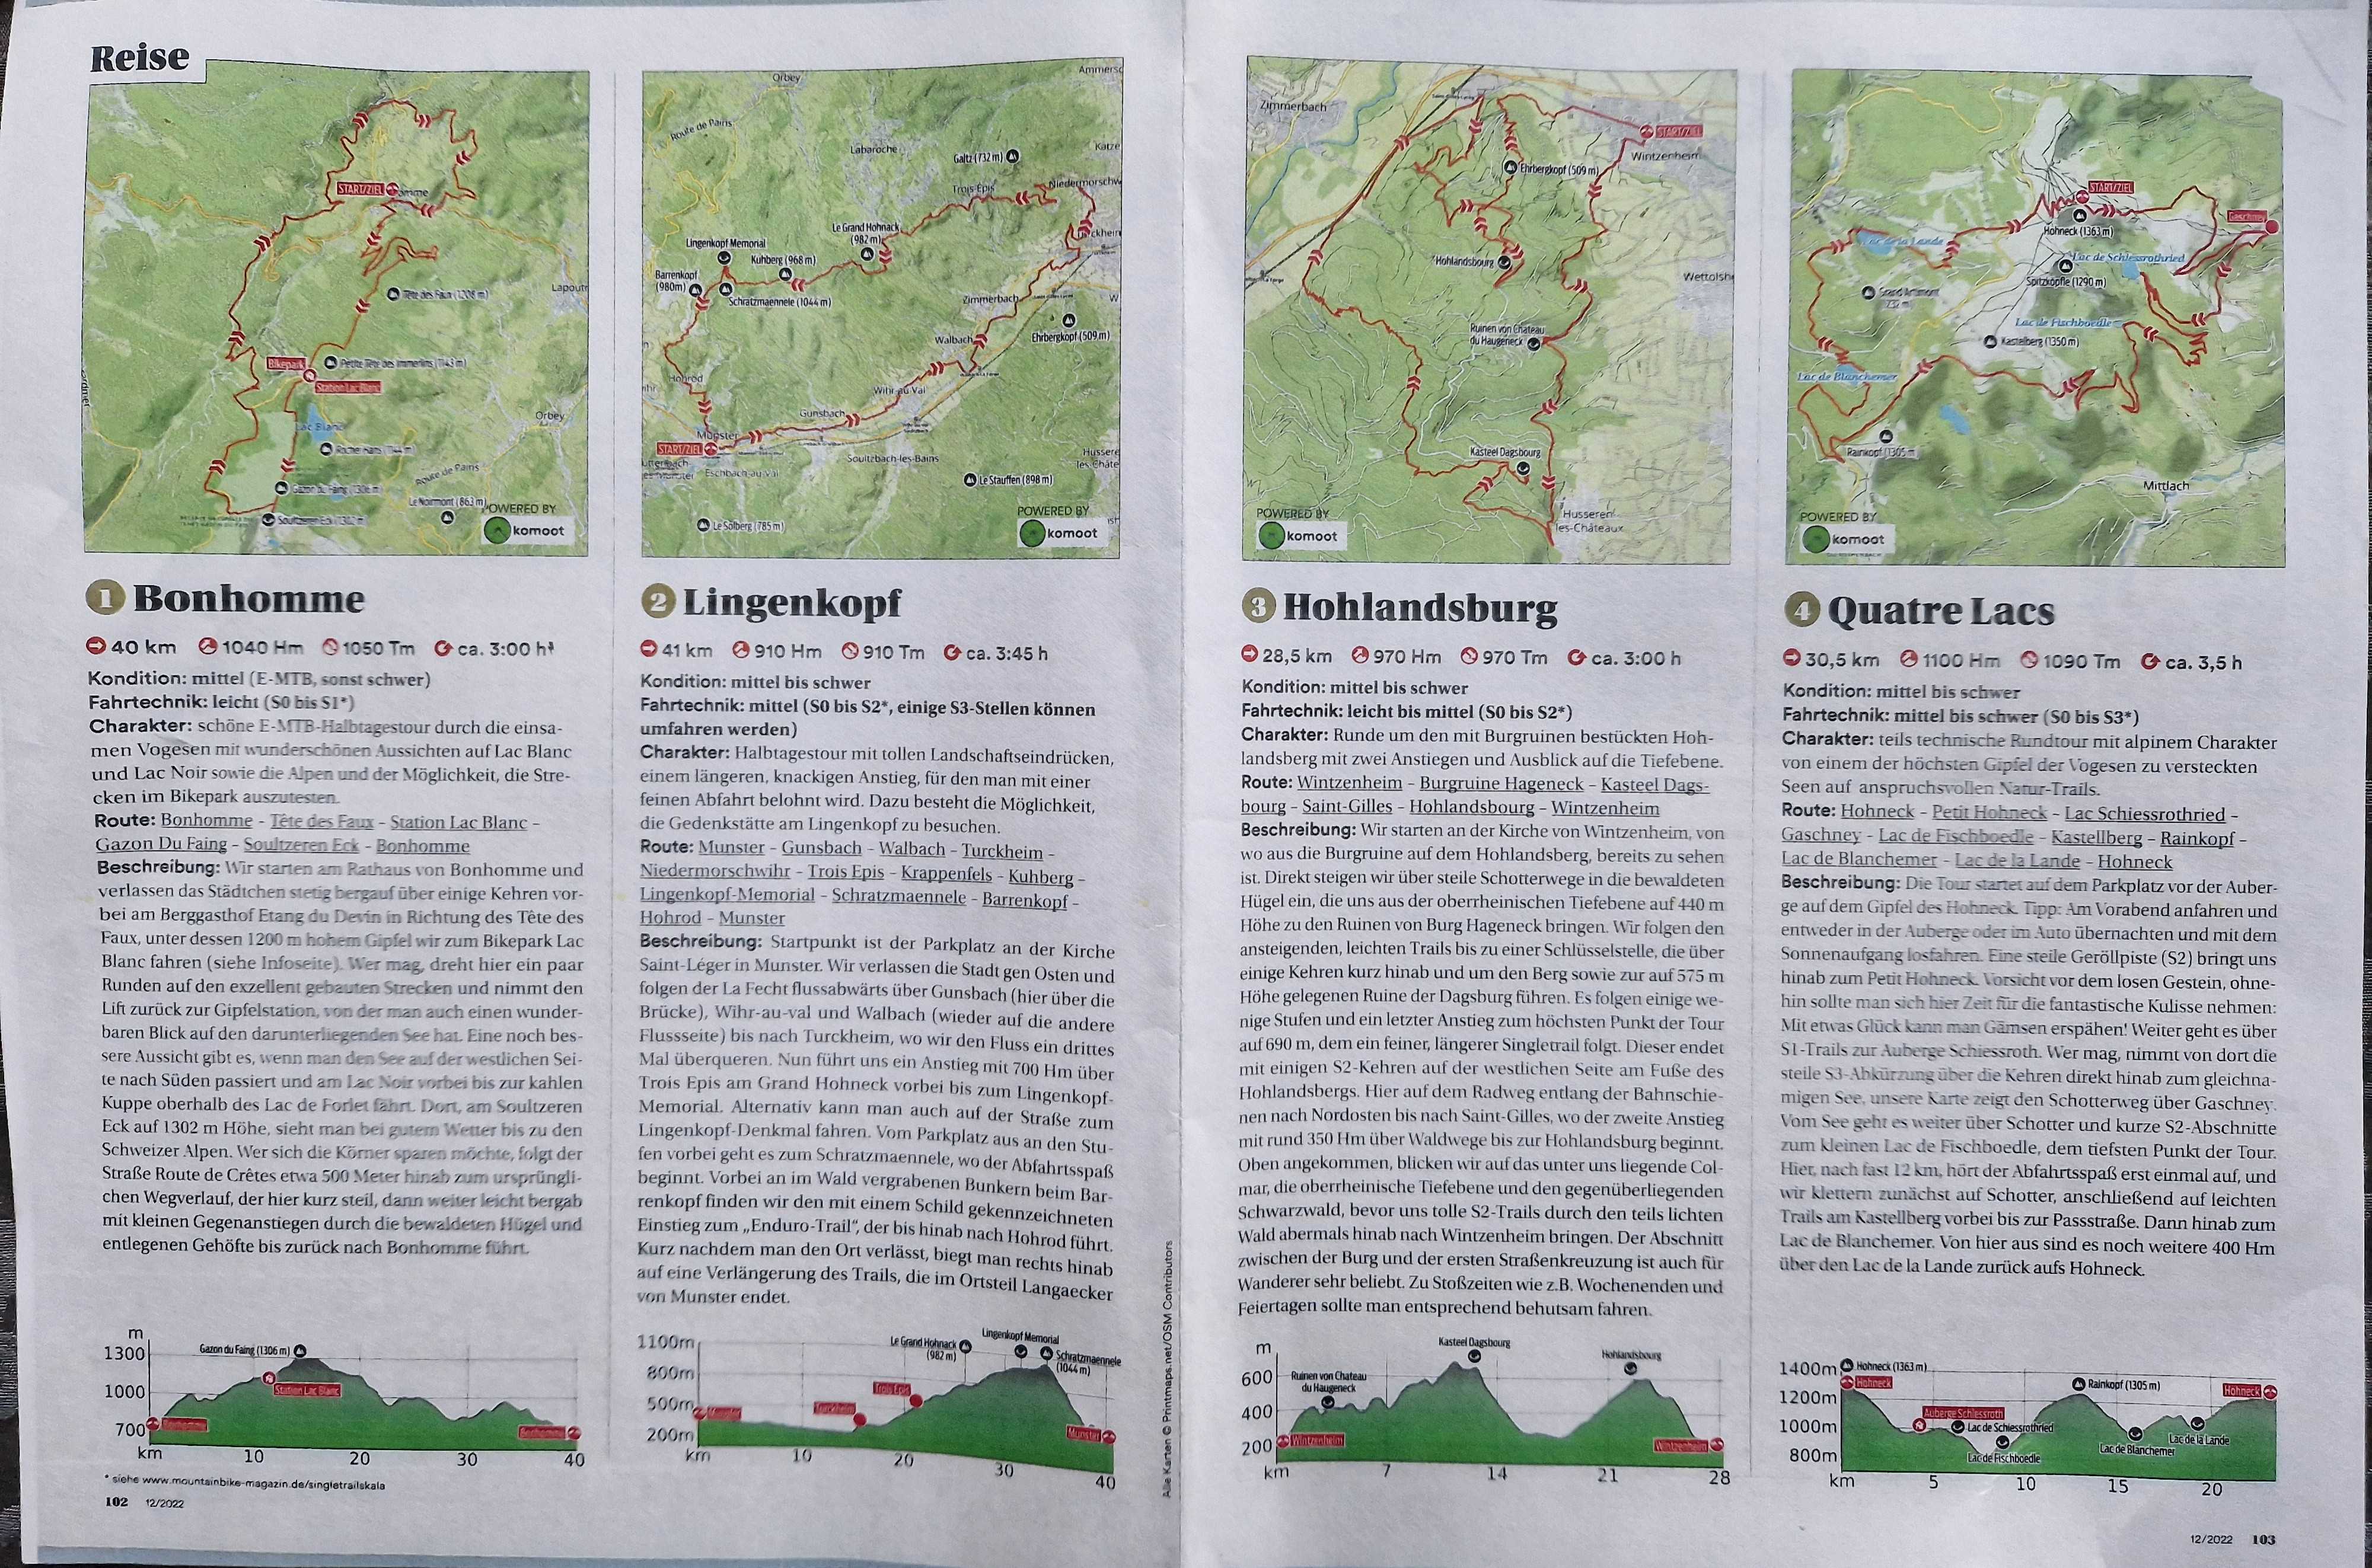 Reise
START/ZIEL
Tête des Faux (1208 m)
Lapoutr
Bikepark
Petite Tête des Immerlins (1143 m)
Station Lac Blanc
Lac Blanc
Orbey
Gazon du Faing (1306 m)
Route de Pairis
Le Noirmont (863 m)
Soultzeren Eck (1302 m)
POWERED BY
komoot
1 Bonhomme
40 km 1040 Hm 1050 Tm ca. 3:00 h
Kondition: mittel (E-MTB, sonst schwer)
Fahrtechnik: leicht (S0 bis S1*)
Charakter: schöne E-MTB-Halbtagestour durch die einsa-
men Vogesen mit wunderschönen Aussichten auf Lac Blanc
und Lac Noir sowie die Alpen und der Möglichkeit, die Stre-
cken im Bikepark auszutesten.
Route: Bonhomme - Tête des Faux - Station Lac Blanc -
Gazon Du Faing - Soultzeren Eck - Bonhomme
Beschreibung: Wir starten am Rathaus von Bonhomme und
verlassen das Städtchen stetig bergauf über einige Kehren vor-
bei am Berggasthof Etang du Devin in Richtung des Tête des
Faux, unter dessen 1200 m hohem Gipfel wir zum Bikepark Lac
Blanc fahren (siehe Infoseite). Wer mag, dreht hier ein paar
Runden auf den exzellent gebauten Strecken und nimmt den
Lift zurück zur Gipfelstation, von der man auch einen wunder-
baren Blick auf den darunterliegenden See hat. Eine noch bes-
sere Aussicht gibt es, wenn man den See auf der westlichen Sei-
te nach Süden passiert und am Lac Noir vorbei bis zur kahlen
Kuppe oberhalb des Lac de Forlet fährt. Dort, am Soultzeren
Eck auf 1302 m Höhe, sieht man bei gutem Wetter bis zu den
Schweizer Alpen. Wer sich die Körner sparen möchte, folgt der
Straße Route de Crêtes etwa 500 Meter hinab zum ursprüngli-
chen Wegverlauf, der hier kurz steil, dann weiter leicht bergab
mit kleinen Gegenanstiegen durch die bewaldeten Hügel und
entlegenen Gehöfte bis zurück nach Bonhomme führt.
m
1300
1000
700
Gazon du Faing (1306 m)
Station Lac Blanc
Bonhomme
Bonhomme
km 10 20 30 40
* siehe www.mountainbike-magazin.de/singletrailskala
102 12/2022
Orbey
Ammersc
Route de Pairis
Labaroche
Galtz (732 m)
Katze
Trois-Epis
Niedermorschw
Le Grand Hohnack
(982 m)
Lingenkopf Memorial
Kuhberg (968 m)
Barrenkopf
(980m)
Schratzmaennele (1044 m)
Zimmerbach
Ehrbergkopf (509 m)
Walbach
Hohrod
Wihr-au-Val
Gunsbach
Munster
START/ZIEL
Eschbach-au-Val
Soultzbach-les-Bains
Hussere
les-Châte
Le Stauffen (898 m)
Le Solberg (785 m)
POWERED BY
komoot
2 Lingenkopf
41 km 910 Hm 910 Tm ca. 3:45 h
Kondition: mittel bis schwer
Fahrtechnik: mittel (S0 bis S2*, einige S3-Stellen können
umfahren werden)
Charakter: Halbtagestour mit tollen Landschaftseindrücken,
einem längeren, knackigen Anstieg, für den man mit einer
feinen Abfahrt belohnt wird. Dazu besteht die Möglichkeit,
die Gedenkstätte am Lingenkopf zu besuchen.
Route: Munster - Gunsbach - Walbach - Turckheim -
Niedermorschwihr - Trois Epis - Krappenfels - Kuhberg -
Lingenkopf-Memorial - Schratzmaennele - Barrenkopf -
Hohrod - Munster
Beschreibung: Startpunkt ist der Parkplatz an der Kirche
Saint-Léger in Munster. Wir verlassen die Stadt gen Osten und
folgen der La Fecht flussabwärts über Gunsbach (hier über die
Brücke), Wihr-au-val und Walbach (wieder auf die andere
Flussseite) bis nach Turckheim, wo wir den Fluss ein drittes
Mal überqueren. Nun führt uns ein Anstieg mit 700 Hm über
Trois Epis am Grand Hohneck vorbei bis zum Lingenkopf-
Memorial. Alternativ kann man auch auf der Straße zum
Lingenkopf-Denkmal fahren. Vom Parkplatz aus an den Stu-
fen vorbei geht es zum Schratzmaennele, wo der Abfahrtsspaß
beginnt. Vorbei an im Wald vergrabenen Bunkern beim Bar-
renkopf finden wir den mit einem Schild gekennzeichneten
Einstieg zum „Enduro-Trail“, der bis hinab nach Hohrod führt.
Kurz nachdem man den Ort verlässt, biegt man rechts hinab
auf eine Verlängerung des Trails, die im Ortsteil Langaecker
von Munster endet.
1100m
800m
500m
200m
Le Grand Hohnack
(982 m)
Lingenkopf Memorial
Schratzmaennele
(1044 m)
Trois Epis
Turckheim
Munster
Munster
km 10 20 30 40
Alle Karten © Printmaps.net/OSM Contributors
Zimmerbach
START/ZIEL
Wintzenheim
Ehrbergkopf (509 m)
Hohlandsbourg
Wettolshe
Ruinen von Chateau
du Haugeneck
Kasteel Dagsbourg
Husseren
les-Châteaux
POWERED BY
komoot
3 Hohlandsburg
28,5 km 970 Hm 970 Tm ca. 3:00 h
Kondition: mittel bis schwer
Fahrtechnik: leicht bis mittel (S0 bis S2*)
Charakter: Runde um den mit Burgruinen bestückten Hoh-
landsberg mit zwei Anstiegen und Ausblick auf die Tiefebene.
Route: Wintzenheim - Burgruine Hageneck - Kasteel Dags-
bourg - Saint-Gilles - Hohlandsbourg - Wintzenheim
Beschreibung: Wir starten an der Kirche von Wintzenheim, von
wo aus die Burgruine auf dem Hohlandsberg, bereits zu sehen
ist. Direkt steigen wir über steile Schotterwege in die bewaldeten
Hügel ein, die uns aus der oberrheinischen Tiefebene auf 440 m
Höhe zu den Ruinen von Burg Hageneck bringen. Wir folgen den
ansteigenden, leichten Trails bis zu einer Schlüsselstelle, die über
einige Kehren kurz hinab und um den Berg sowie zur auf 575 m
Höhe gelegenen Ruine der Dagsburg führen. Es folgen einige we-
nige Stufen und ein letzter Anstieg zum höchsten Punkt der Tour
auf 690 m, dem ein feiner, längerer Singletrail folgt. Dieser endet
mit einigen S2-Kehren auf der westlichen Seite am Fuße des
Hohlandsbergs. Hier auf dem Radweg entlang der Bahnschie-
nen nach Nordosten bis nach Saint-Gilles, wo der zweite Anstieg
mit rund 350 Hm über Waldwege bis zur Hohlandsburg beginnt.
Oben angekommen, blicken wir auf das unter uns liegende Col-
mar, die oberrheinische Tiefebene und den gegenüberliegenden
Schwarzwald, bevor uns tolle S2-Trails durch den teils lichten
Wald abermals hinab nach Wintzenheim bringen. Der Abschnitt
zwischen der Burg und der ersten Straßenkreuzung ist auch für
Wanderer sehr beliebt. Zu Stoßzeiten wie z.B. Wochenenden und
Feiertagen sollte man entsprechend behutsam fahren.
m
600
400
200
Ruinen von Chateau
du Haugeneck
Kasteel Dagsbourg
Hohlandsbourg
Wintzenheim
Wintzenheim
km 7 14 21 28
START/ZIEL
Gaschney
Hohneck (1363 m)
Lac de la Lande
Lac de Schiessrothried
Spitzköpfle (1290 m)
Lac de Fischboedle
Kastelberg (1350 m)
Lac de Blanchemer
Rainkopf (1305 m)
Mittlach
POWERED BY
komoot
4 Quatre Lacs
30,5 km 1100 Hm 1090 Tm ca. 3,5 h
Kondition: mittel bis schwer
Fahrtechnik: mittel bis schwer (S0 bis S3*)
Charakter: teils technische Rundtour mit alpinem Charakter
von einem der höchsten Gipfel der Vogesen zu versteckten
Seen auf anspruchsvollen Natur-Trails.
Route: Hohneck - Petit Hohneck - Lac Schiessrothried -
Gaschney - Lac de Fischboedle - Kastellberg - Rainkopf -
Lac de Blanchemer - Lac de la Lande - Hohneck
Beschreibung: Die Tour startet auf dem Parkplatz vor der Auber-
ge auf dem Gipfel des Hohneck. Tipp: Am Vorabend anfahren und
entweder in der Auberge oder im Auto übernachten und mit dem
Sonnenaufgang losfahren. Eine steile Geröllpiste (S2) bringt uns
hinab zum Petit Hohneck. Vorsicht vor dem losen Gestein, ohne-
hin sollte man sich hier Zeit für die fantastische Kulisse nehmen:
Mit etwas Glück kann man Gämsen erspähen! Weiter geht es über
S1-Trails zur Auberge Schiessroth. Wer mag, nimmt von dort die
steile S3-Abkürzung über die Kehren direkt hinab zum gleichna-
migen See, unsere Karte zeigt den Schotterweg über Gaschney.
Vom See geht es weiter über Schotter und kurze S2-Abschnitte
zum kleinen Lac de Fischboedle, dem tiefsten Punkt der Tour.
Hier, nach fast 12 km, hört der Abfahrtsspaß erst einmal auf, und
wir klettern zunächst auf Schotter, anschließend auf leichten
Trails am Kastellberg vorbei bis zur Passstraße. Dann hinab zum
Lac de Blanchemer. Von hier aus sind es noch weitere 400 Hm
über den Lac de la Lande zurück aufs Hohneck.
1400m
1200m
1000m
800m
Hohneck (1363 m)
Hohneck
Auberge Schiessroth
Lac de Schiessrothried
Lac de Fischboedle
Rainkopf (1305 m)
Lac de Blanchemer
Lac de la Lande
Hohneck
km 5 10 15 20
12/2022 103